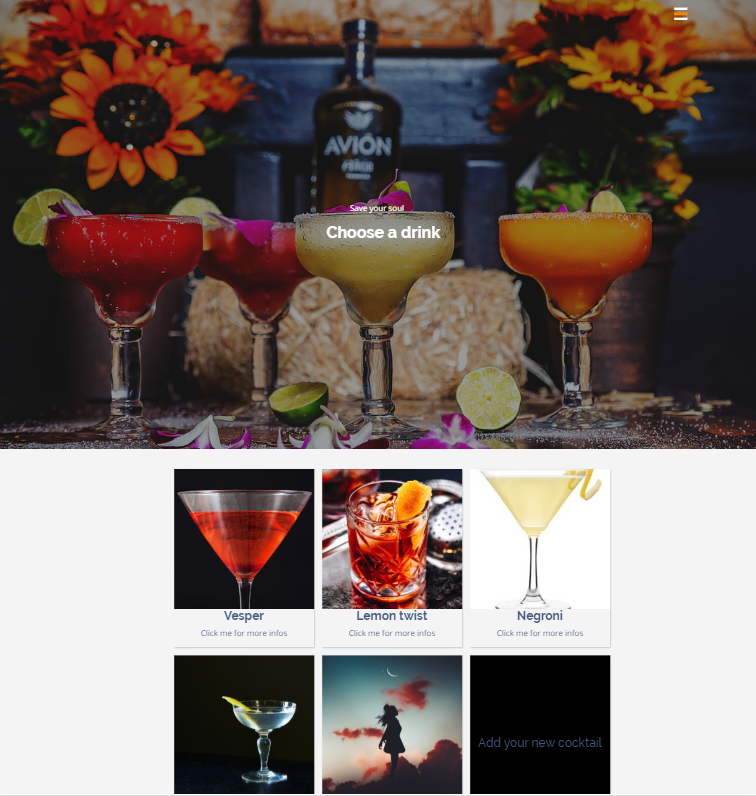 AVIÓN
Save your soul
Choose a drink
Vesper
Lemon twist
Negroni
Click me for more infos
Click me for more infos
Click me for more infos
Add your new cocktail